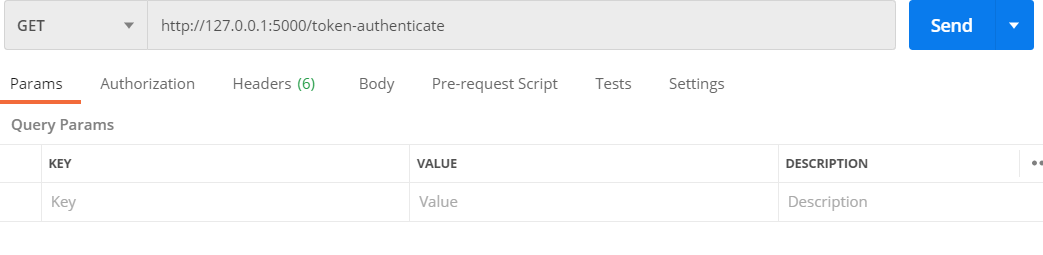 GET http://127.0.0.1:5000/token-authenticate Send
Params Authorization Headers (6) Body Pre-request Script Tests Settings
Query Params
KEY VALUE DESCRIPTION
Key Value Description